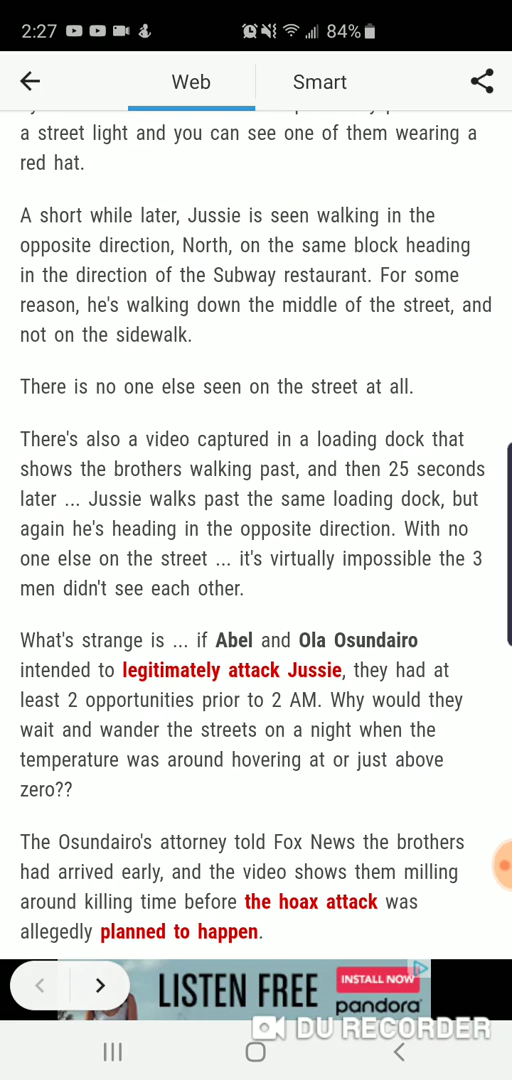 2:27
84%
Web
Smart
a street light and you can see one of them wearing a
red hat.
A short while later, Jussie is seen walking in the
opposite direction, North, on the same block heading
in the direction of the Subway restaurant. For some
reason, he's walking down the middle of the street, and
not on the sidewalk.
There is no one else seen on the street at all.
There's also a video captured in a loading dock that
shows the brothers walking past, and then 25 seconds
later ... Jussie walks past the same loading dock, but
again he's heading in the opposite direction. With no
one else on the street ... it's virtually impossible the 3
men didn't see each other.
What's strange is ... if Abel and Ola Osundairo
intended to legitimately attack Jussie, they had at
least 2 opportunities prior to 2 AM. Why would they
wait and wander the streets on a night when the
temperature was around hovering at or just above
zero??
The Osundairo's attorney told Fox News the brothers
had arrived early, and the video shows them milling
around killing time before the hoax attack was
allegedly planned to happen.
LISTEN FREE
INSTALL NOW
pandora
DU RECORDER